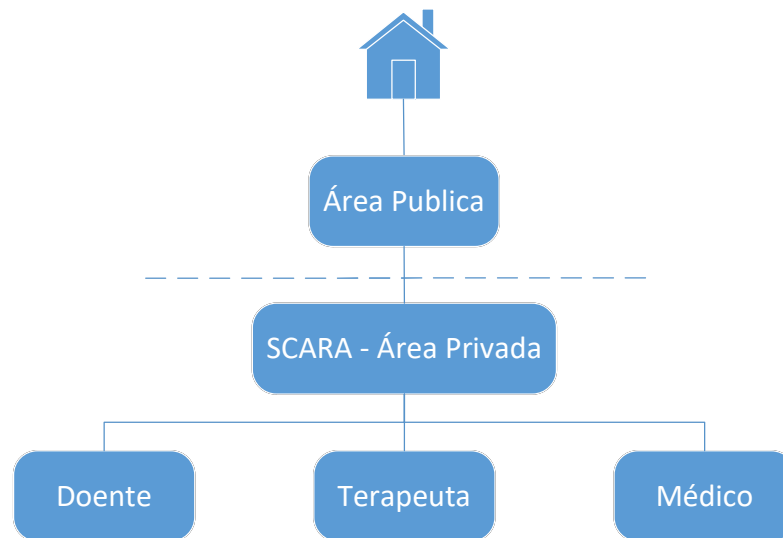 Área Publica
SCARA - Área Privada
Doente
Terapeuta
Médico